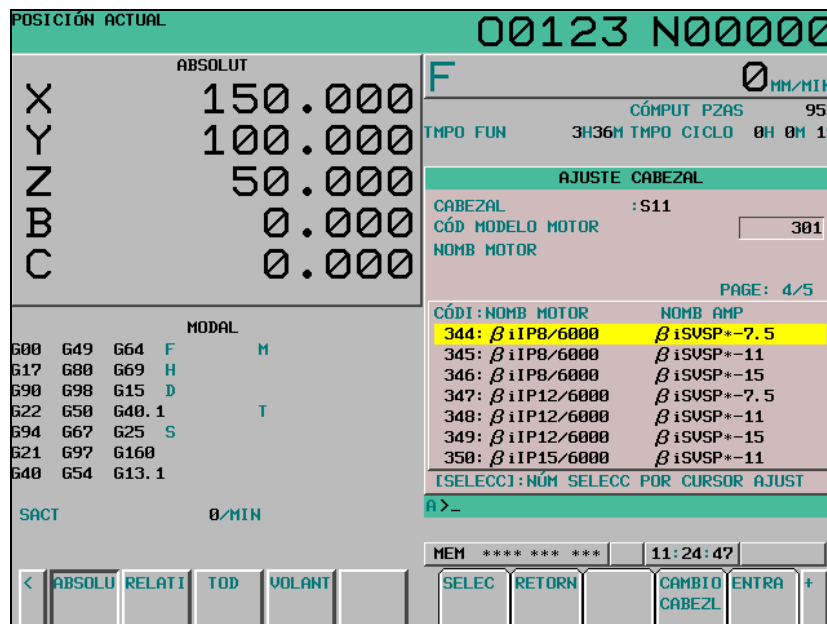 POSICIÓN ACTUAL
O0123 N00000
ABSOLUT
X 150.000
Y 100.000
Z 50.000
B 0.000
C 0.000
F 0 MM/MIN
CÓMPUT PZAS 95
TMPO FUN 3H36M TMPO CICLO 0H 0M 1
AJUSTE CABEZAL
CABEZAL :S11
CÓD MODELO MOTOR 301
NOMB MOTOR
PAGE: 4/5
CÓDI:NOMB MOTOR NOMB AMP
344: βiIP8/6000 βiSVSP*-7.5
345: βiIP8/6000 βiSVSP*-11
346: βiIP8/6000 βiSVSP*-15
347: βiIP12/6000 βiSVSP*-7.5
348: βiIP12/6000 βiSVSP*-11
349: βiIP12/6000 βiSVSP*-15
350: βiIP15/6000 βiSVSP*-11
[SELECC]:NÚM SELECC POR CURSOR AJUST
MODAL
G00 G49 G64 F M
G17 G80 G69 H
G90 G98 G15 D
G22 G50 G40.1 T
G94 G67 G25 S
G21 G97 G160
G40 G54 G13.1
SACT 0/MIN
A>_
MEM **** *** *** 11:24:47
< ABSOLU RELATI TOD VOLANT
SELEC RETORN CAMBIO CABEZL ENTRA +